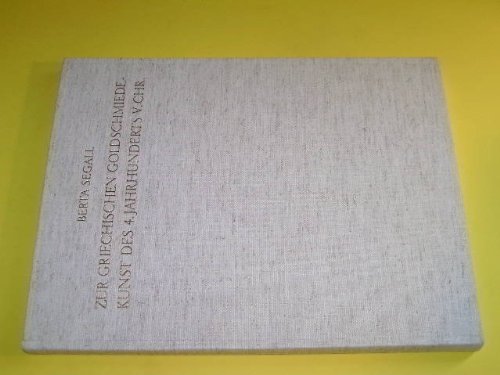 BERTA SEGALL
ZUR GRIECHISCHEN GOLDSCHMIEDE-
KUNST DES 4. JAHRHUNDERTS V. CHR.